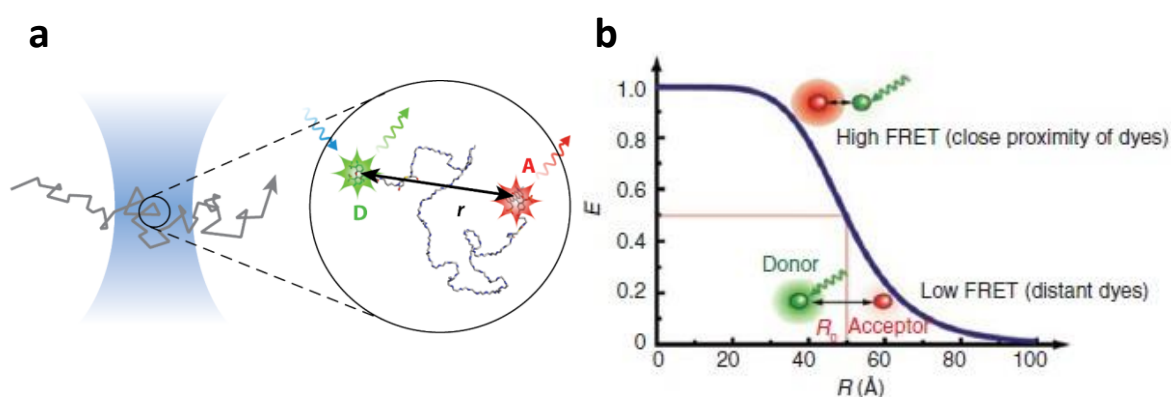 a
D
r
A
b
1.0
0.8
0.6
0.4
0.2
0
E
High FRET (close proximity of dyes)
Donor
Low FRET (distant dyes)
R₀ Acceptor
0 20 40 60 80 100
R (Å)